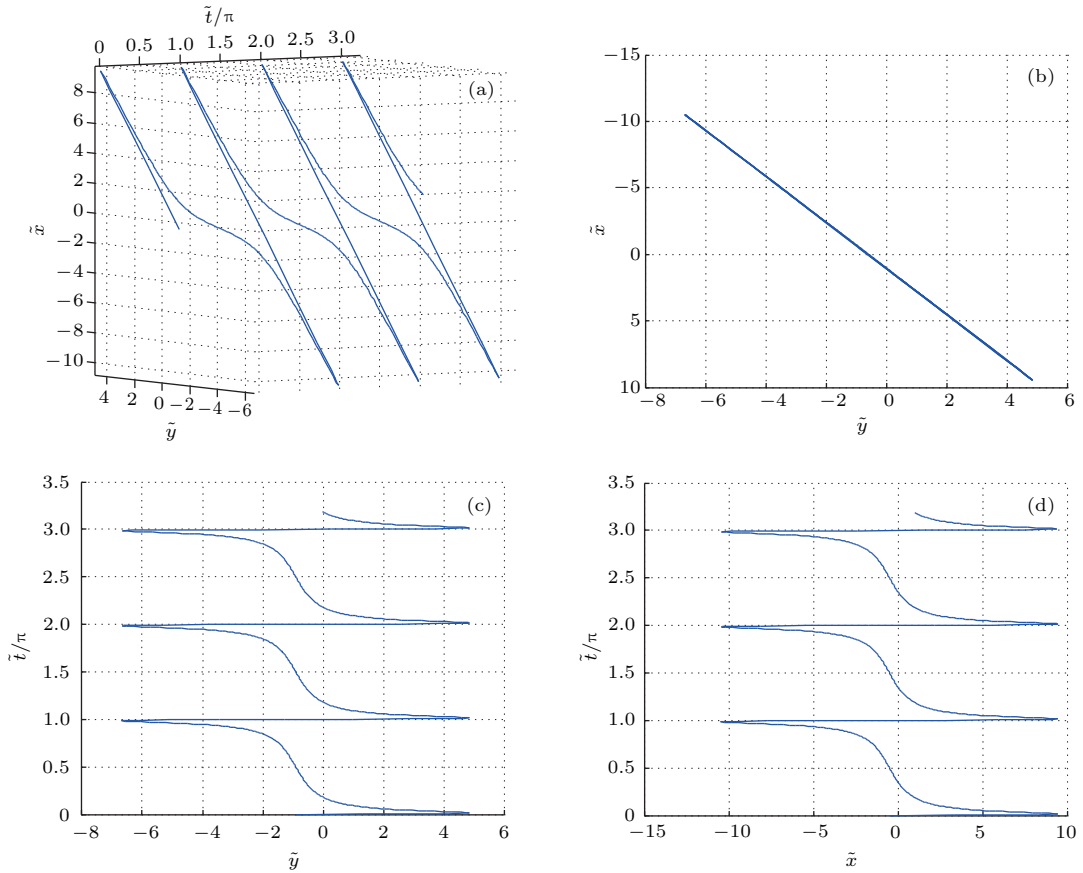 t̃/π
0 0.5 1.0 1.5 2.0 2.5 3.0
(a)
8
6
4
2
0
−2
−4
−6
−8
−10
x̃
4 2 0 −2 −4 −6
ỹ
−15
−10
−5
0
5
10
x̃
(b)
−8 −6 −4 −2 0 2 4 6
ỹ
3.5
3.0
2.5
2.0
1.5
1.0
0.5
0
t̃/π
(c)
−8 −6 −4 −2 0 2 4 6
ỹ
3.5
3.0
2.5
2.0
1.5
1.0
0.5
0
t̃/π
(d)
−15 −10 −5 0 5 10
x̃